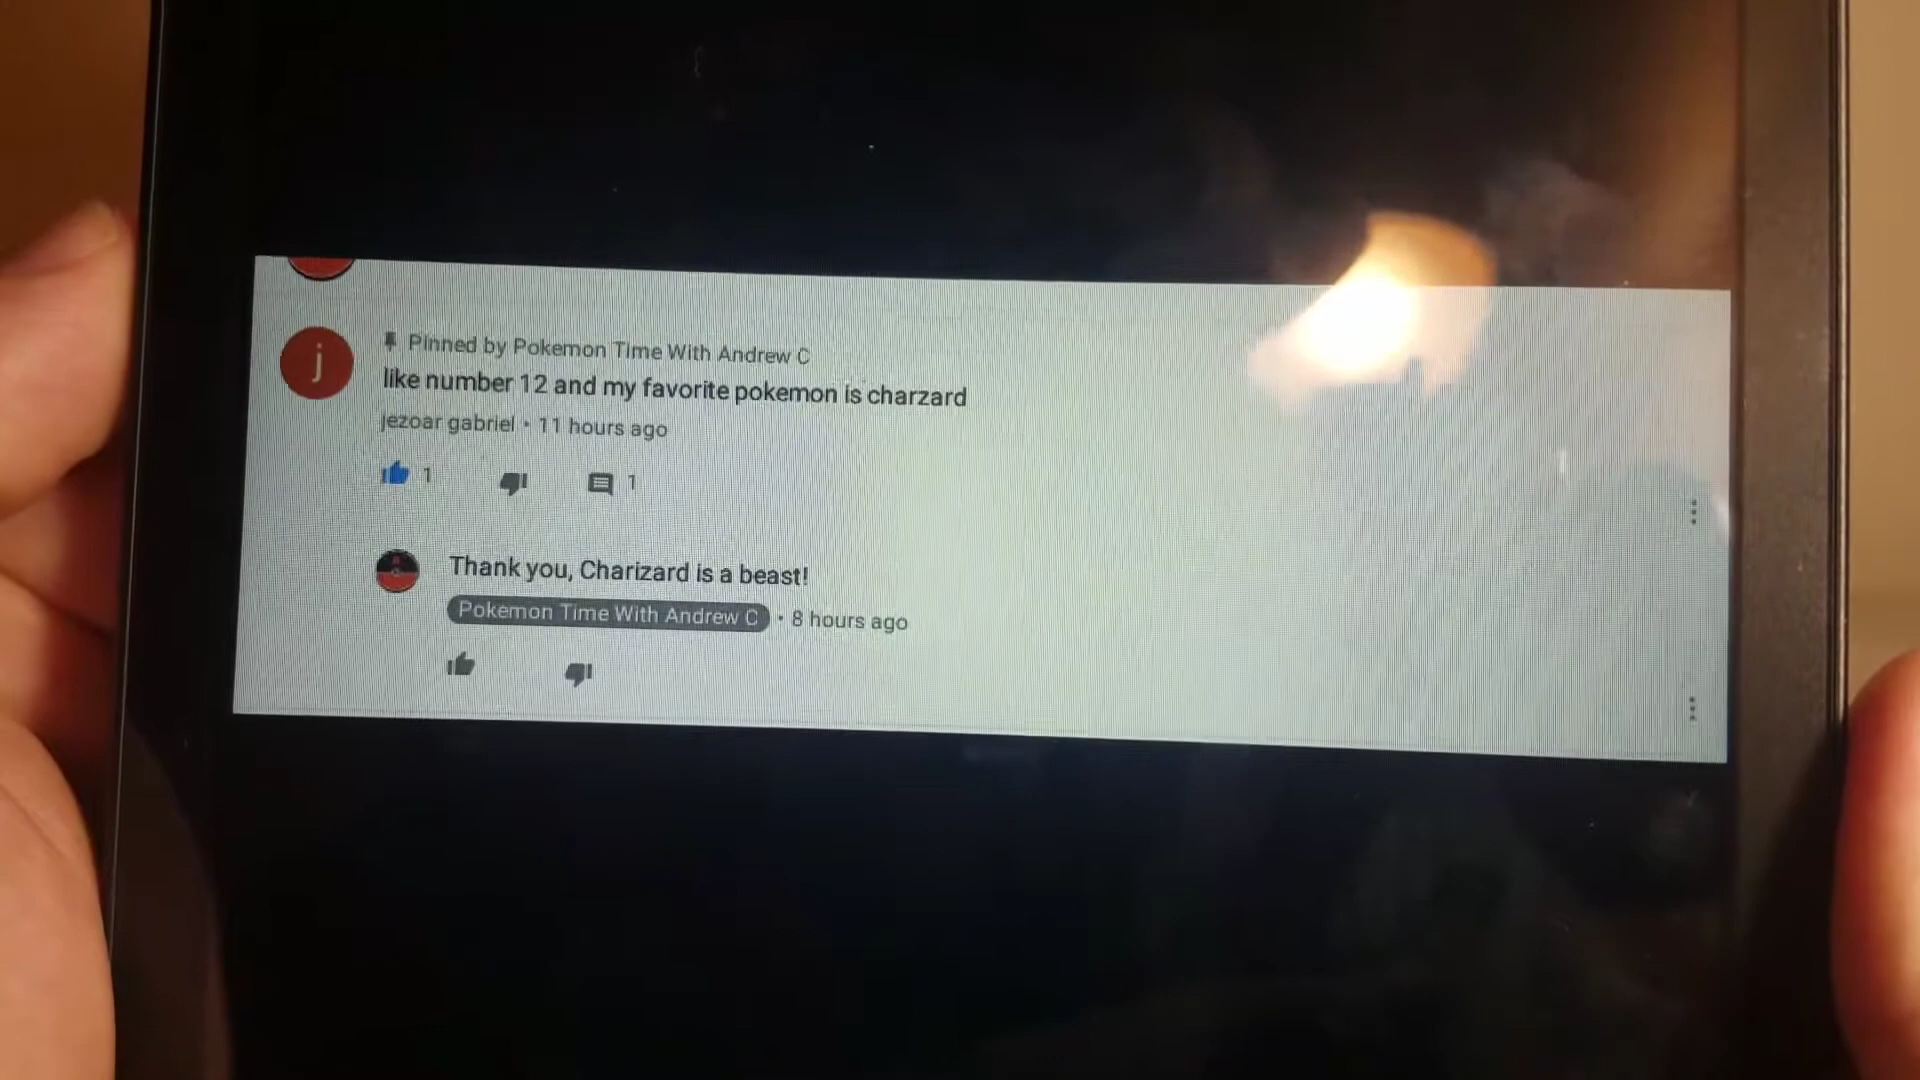 j
Pinned by Pokemon Time With Andrew C
like number 12 and my favorite pokemon is charzard
jezoar gabriel • 11 hours ago
1
1
Thank you, Charizard is a beast!
Pokemon Time With Andrew C • 8 hours ago